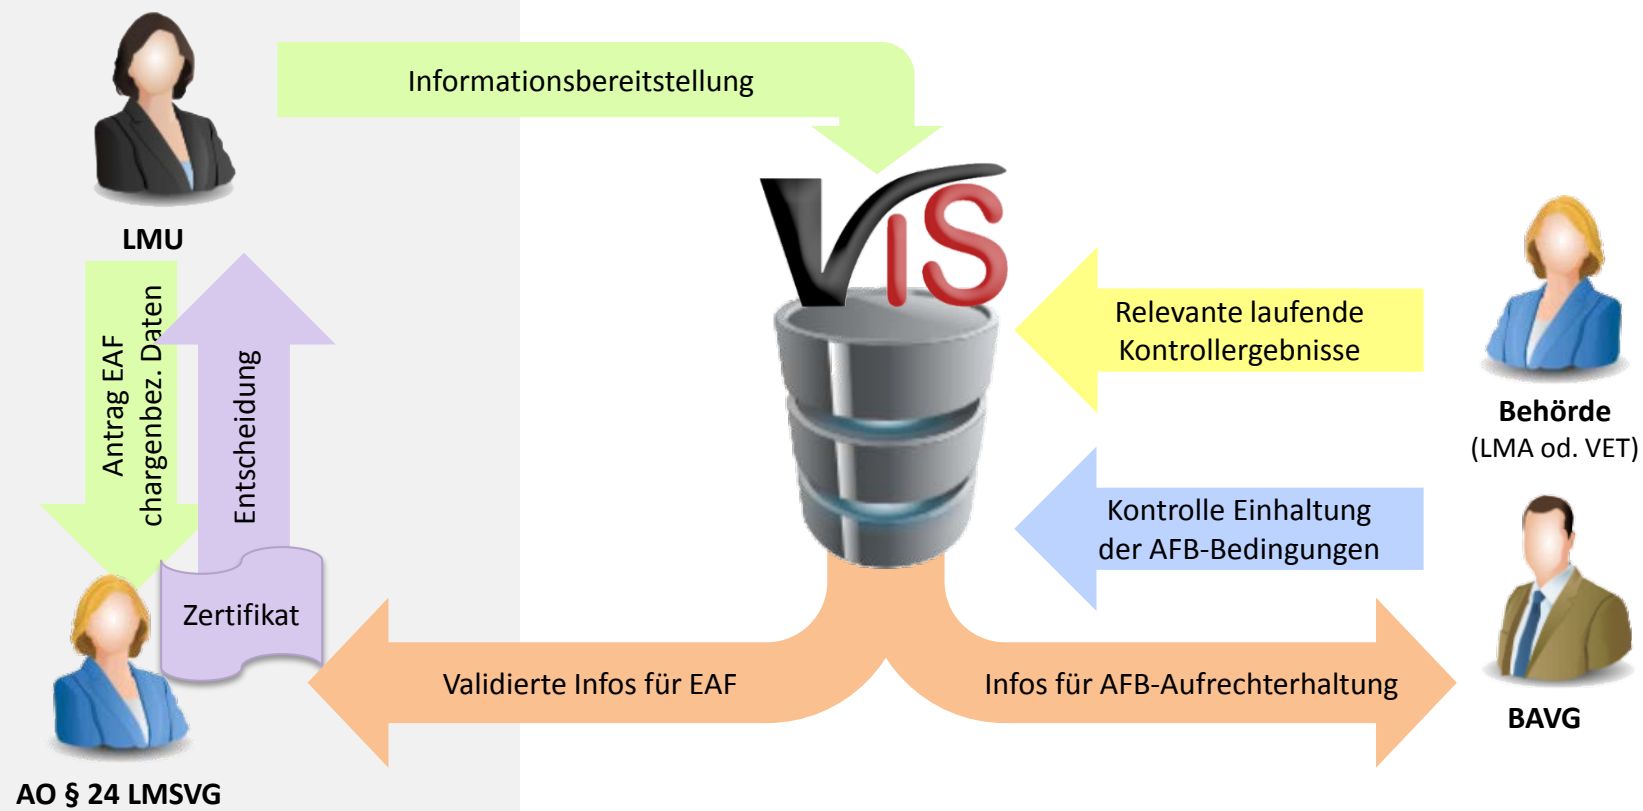 Informationsbereitstellung
LMU
VIS
Antrag EAF
chargenbez. Daten
Entscheidung
Relevante laufende
Kontrollergebnisse
Behörde
(LMA od. VET)
Kontrolle Einhaltung
der AFB-Bedingungen
Zertifikat
Validierte Infos für EAF
Infos für AFB-Aufrechterhaltung
BAVG
AO § 24 LMSVG